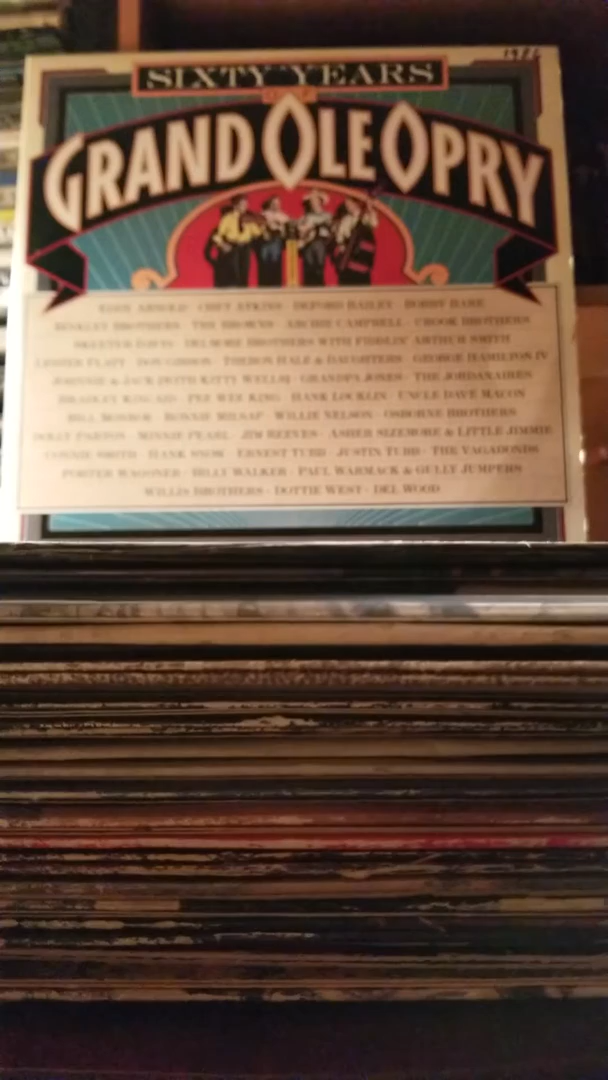 1986
SIXTY YEARS
OF
GRAND OLE OPRY
EDDY ARNOLD · CHET ATKINS · DEFORD BAILEY · BOBBY BARE
BINKLEY BROTHERS · THE BROWNS · ARCHIE CAMPBELL · CROOK BROTHERS
SKEETER DAVIS · DELMORE BROTHERS WITH FIDDLIN' ARTHUR SMITH
LESTER FLATT · DON GIBSON · THERON HALE & DAUGHTERS · GEORGE HAMILTON IV
JOHNNIE & JACK (WITH KITTY WELLS) · GRANDPA JONES · THE JORDANAIRES
BRADLEY KINCAID · PEE WEE KING · HANK LOCKLIN · UNCLE DAVE MACON
BILL MONROE · RONNIE MILSAP · WILLIE NELSON · OSBORNE BROTHERS
DOLLY PARTON · MINNIE PEARL · JIM REEVES · ASHER SIZEMORE & LITTLE JIMMIE
CONNIE SMITH · HANK SNOW · ERNEST TUBB · JUSTIN TUBB · THE VAGABONDS
PORTER WAGONER · BILLY WALKER · PAUL WARMACK & GULLY JUMPERS
WILLIS BROTHERS · DOTTIE WEST · DEL WOOD